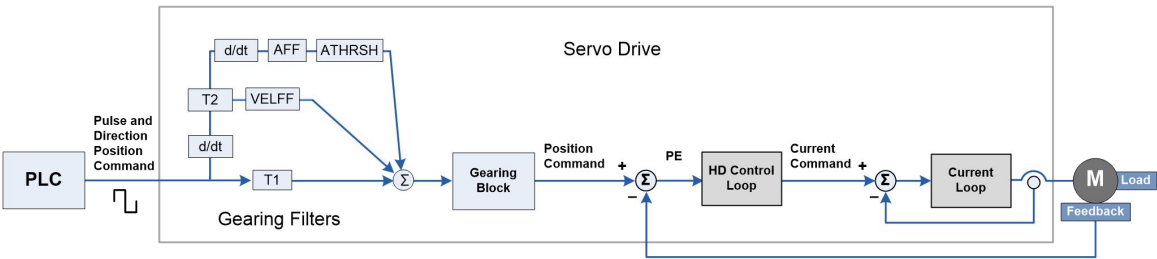 Servo Drive
d/dt
AFF
ATHRSH
T2
VELFF
Pulse and
Direction
Position
Command
d/dt
PLC
T1
Σ
Gearing
Block
Position
Command
+
Σ
−
PE
HD Control
Loop
Current
Command
+
Σ
−
Current
Loop
M
Load
Feedback
Gearing Filters